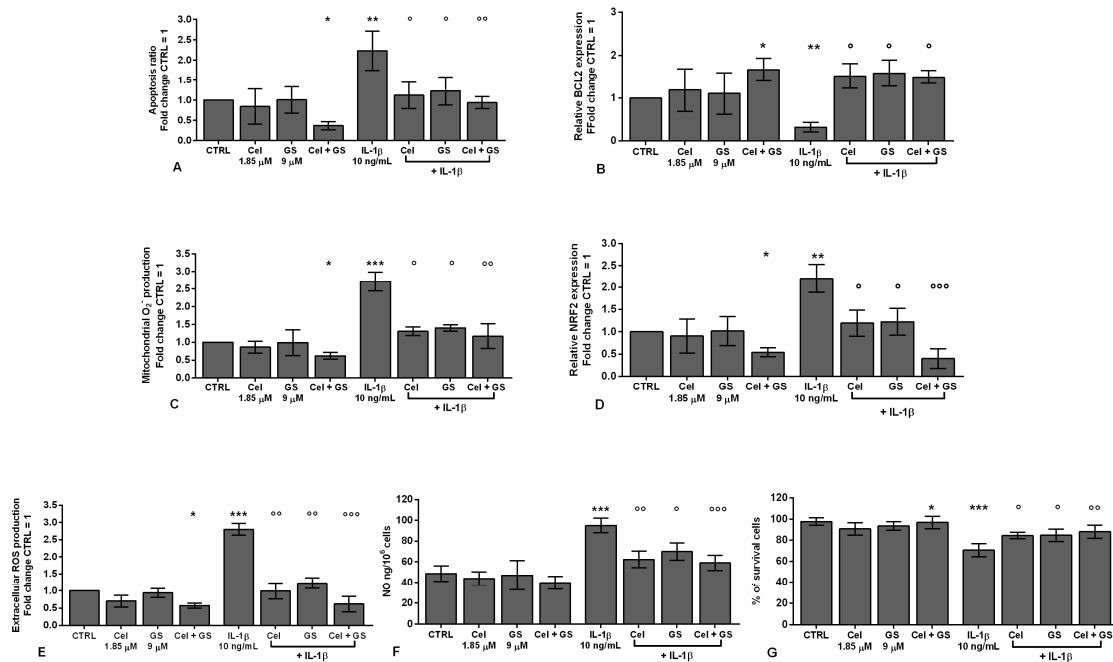 Apoptosis ratio
Fold change CTRL = 1
3.0
2.5
2.0
1.5
1.0
0.5
0.0
* ** ° ° °°
CTRL Cel GS Cel + GS IL-1β Cel GS Cel + GS
1.85 µM 9 µM 10 ng/mL
+ IL-1β
A
Relative BCL2 expression
FFold change CTRL = 1
3
2
1
0
* ** ° ° °
CTRL Cel GS Cel + GS IL-1β Cel GS Cel + GS
1.85 µM 9 µM 10 ng/mL
+ IL-1β
B
Mitochondrial O2- production
Fold change CTRL = 1
3.5
3.0
2.5
2.0
1.5
1.0
0.5
0.0
* *** ° ° °°
CTRL Cel GS Cel + GS IL-1β Cel GS Cel + GS
1.85 µM 9 µM 10 ng/mL
+ IL-1β
C
Relative NRF2 expression
Fold change CTRL = 1
3.0
2.5
2.0
1.5
1.0
0.5
0.0
* ** ° ° °°°
CTRL Cel GS Cel + GS IL-1β Cel GS Cel + GS
1.85 µM 9 µM 10 ng/mL
+ IL-1β
D
Extracellular ROS production
Fold change CTRL = 1
3.5
3.0
2.5
2.0
1.5
1.0
0.5
0.0
* *** °° °° °°°
CTRL Cel GS Cel + GS IL-1β Cel GS Cel + GS
1.85 µM 9 µM 10 ng/mL
+ IL-1β
E
NO ng/10⁶ cells
120
100
80
60
40
20
0
*** °° ° °°°
CTRL Cel GS Cel + GS IL-1β Cel GS Cel + GS
1.85 µM 9 µM 10 ng/mL
+ IL-1β
F
% of survival cells
120
100
80
60
40
20
0
* *** ° ° °°
CTRL Cel GS Cel + GS IL-1β Cel GS Cel + GS
1.85 µM 9 µM 10 ng/mL
+ IL-1β
G